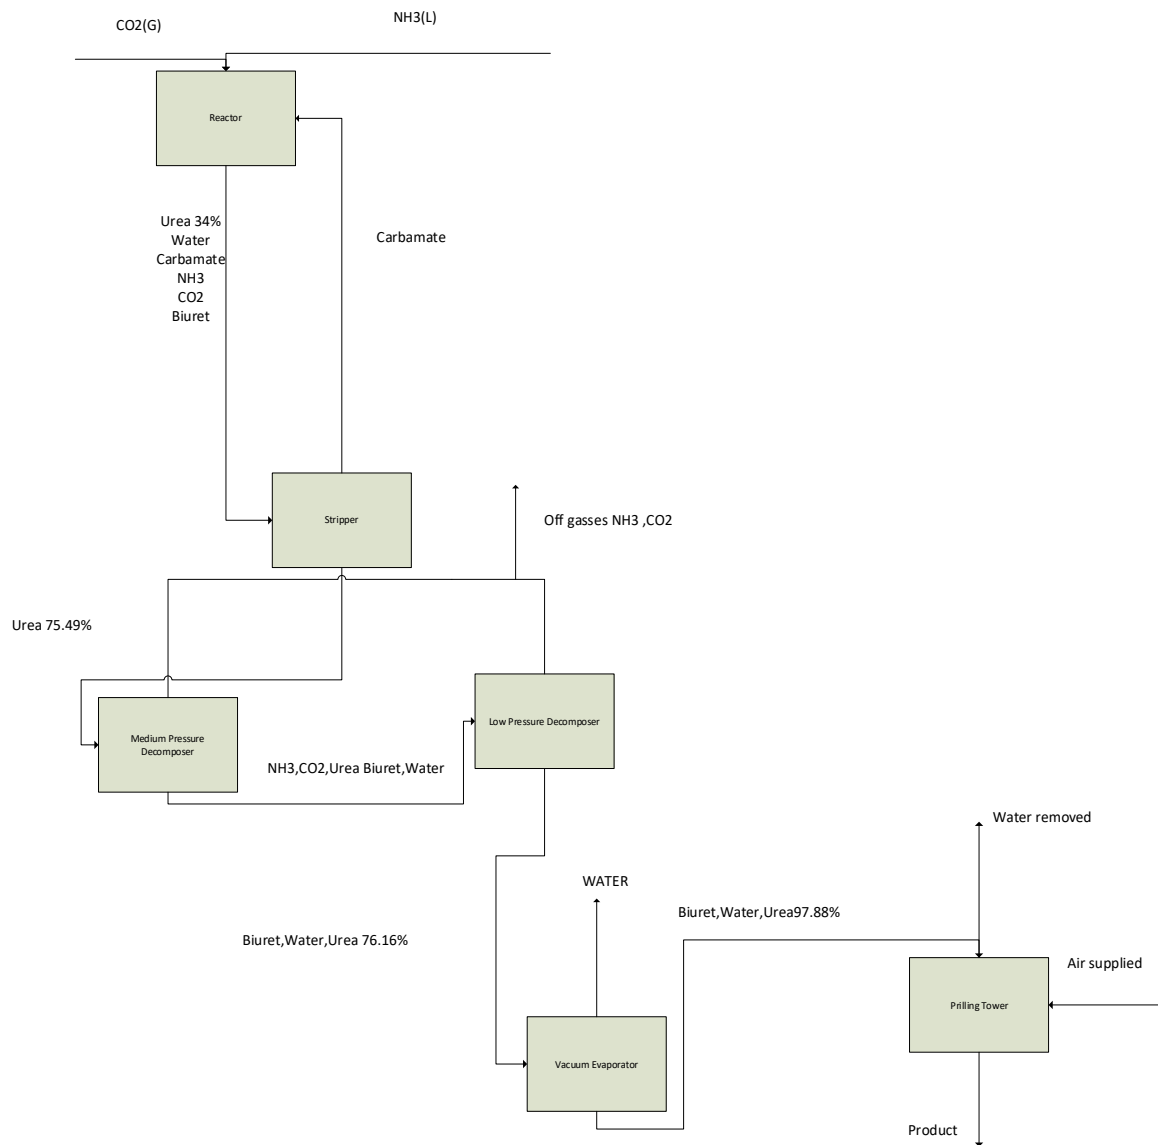 CO2(G)
NH3(L)
Reactor
Urea 34%
Water
Carbamate
NH3
CO2
Biuret
Carbamate
Stripper
Off gasses NH3 ,CO2
Urea 75.49%
Medium Pressure
Decomposer
Low Pressure Decomposer
NH3,CO2,Urea Biuret,Water
Water removed
WATER
Biuret,Water,Urea97.88%
Biuret,Water,Urea 76.16%
Air supplied
Prilling Tower
Vacuum Evaporator
Product